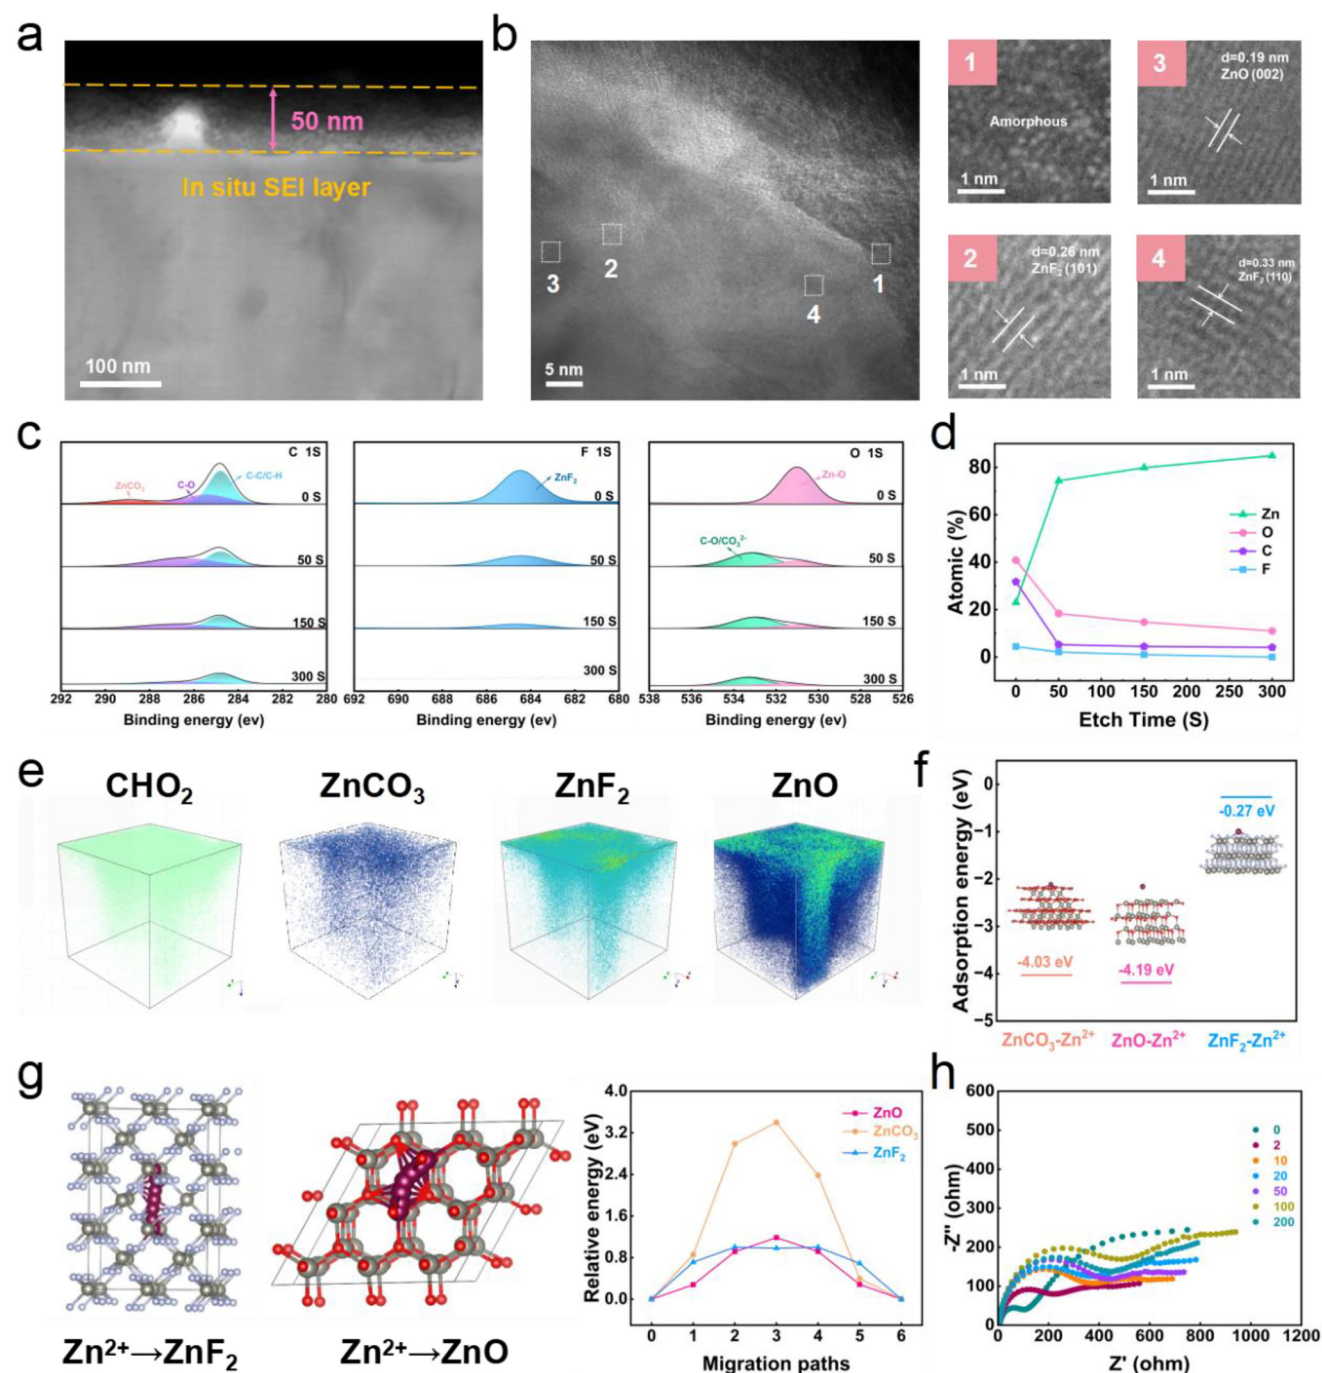 a
50 nm
In situ SEI layer
100 nm
b
3
2
4
1
5 nm
1
Amorphous
1 nm
3
d=0.19 nm
ZnO (002)
1 nm
2
d=0.26 nm
ZnF₂ (101)
1 nm
4
d=0.33 nm
ZnF₂ (110)
1 nm
c
C 1S
ZnCO₃
C-O
C-C/C-H
0 S
50 S
150 S
300 S
292 290 288 286 284 282 280
Binding energy (ev)
F 1S
ZnF₂
0 S
50 S
150 S
300 S
692 690 688 686 684 682 680
Binding energy (ev)
O 1S
Zn-O
0 S
C-O/CO₃²⁻
50 S
150 S
300 S
538 536 534 532 530 528 526
Binding energy (ev)
d
80
60
40
20
0
Atomic (%)
Zn
O
C
F
0 50 100 150 200 250 300
Etch Time (S)
e
CHO₂
ZnCO₃
ZnF₂
ZnO
f
0
-1
-2
-3
-4
-5
Adsorption energy (eV)
-0.27 eV
-4.03 eV
-4.19 eV
ZnCO₃-Zn²⁺
ZnO-Zn²⁺
ZnF₂-Zn²⁺
g
Zn²⁺→ZnF₂
Zn²⁺→ZnO
4.0
3.2
2.4
1.6
0.8
0.0
Relative energy (eV)
ZnO
ZnCO₃
ZnF₂
0 1 2 3 4 5 6
Migration paths
h
600
500
400
300
200
100
0
-Z'' (ohm)
0
2
10
20
50
100
200
0 200 400 600 800 1000 1200
Z' (ohm)